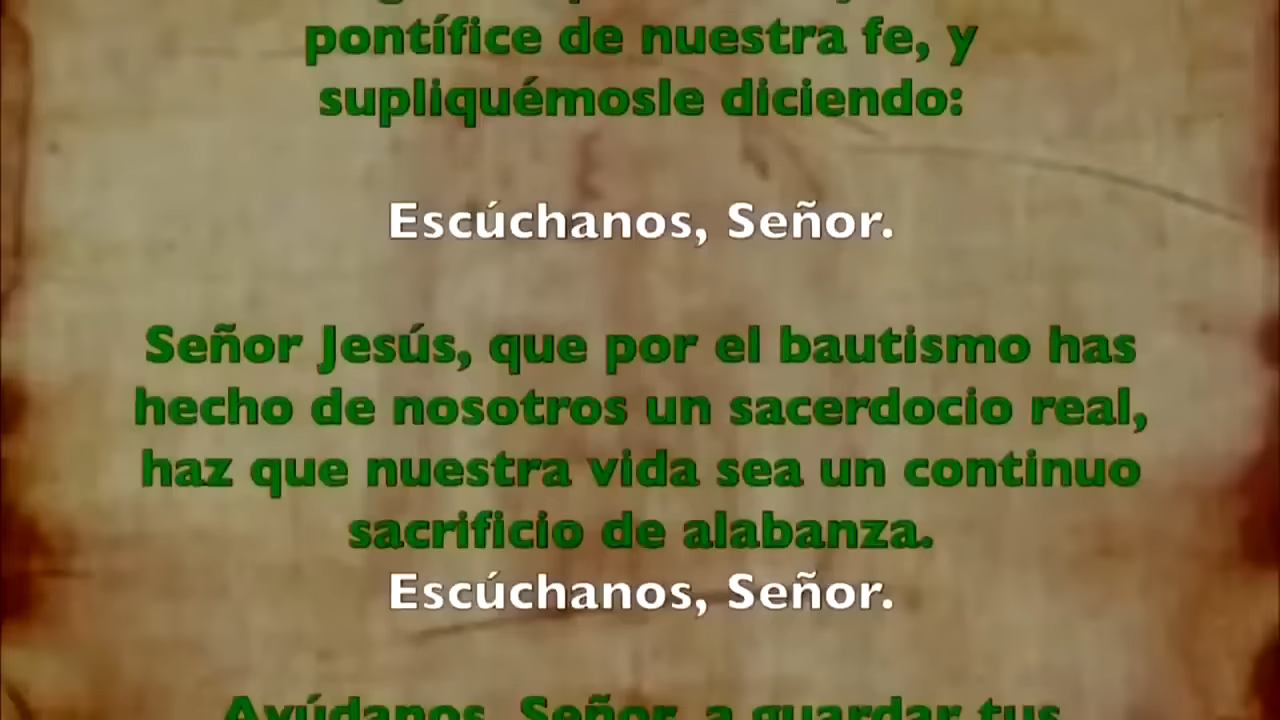 pontífice de nuestra fe, y
supliquémosle diciendo:
Escúchanos, Señor.
Señor Jesús, que por el bautismo has
hecho de nosotros un sacerdocio real,
haz que nuestra vida sea un continuo
sacrificio de alabanza.
Escúchanos, Señor.
Ayúdanos, Señor, a guardar tus